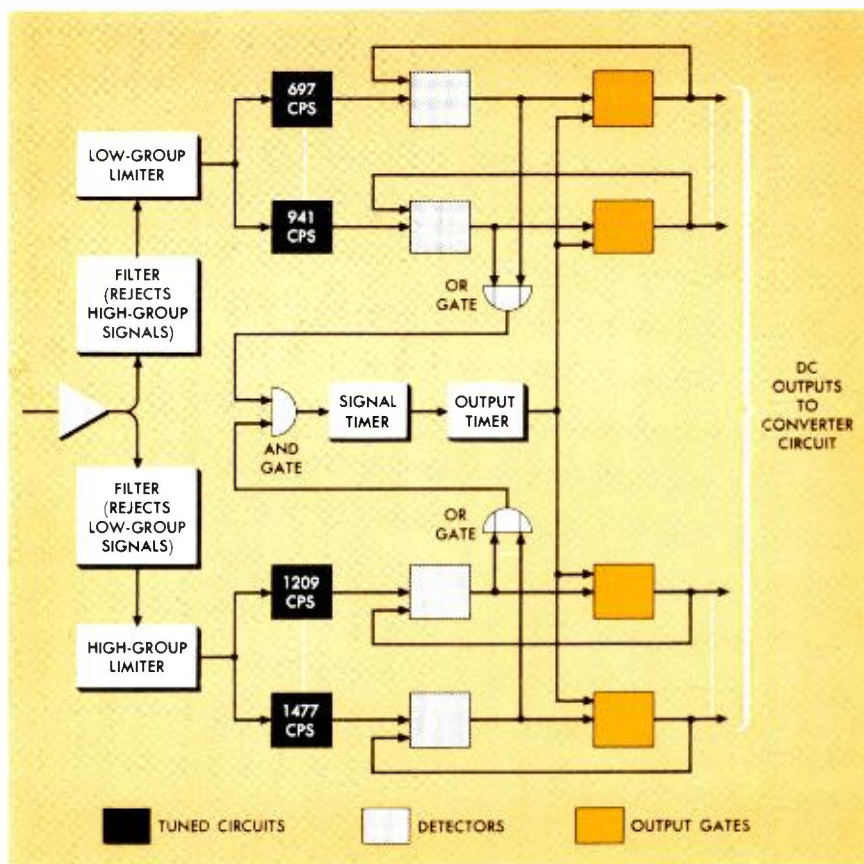 697
CPS
LOW-GROUP
LIMITER
941
CPS
FILTER
(REJECTS
HIGH-GROUP
SIGNALS)
OR
GATE
SIGNAL
TIMER
OUTPUT
TIMER
AND
GATE
DC
OUTPUTS
TO
CONVERTER
CIRCUIT
FILTER
(REJECTS
LOW-GROUP
SIGNALS)
OR
GATE
1209
CPS
HIGH-GROUP
LIMITER
1477
CPS
TUNED CIRCUITS
DETECTORS
OUTPUT GATES